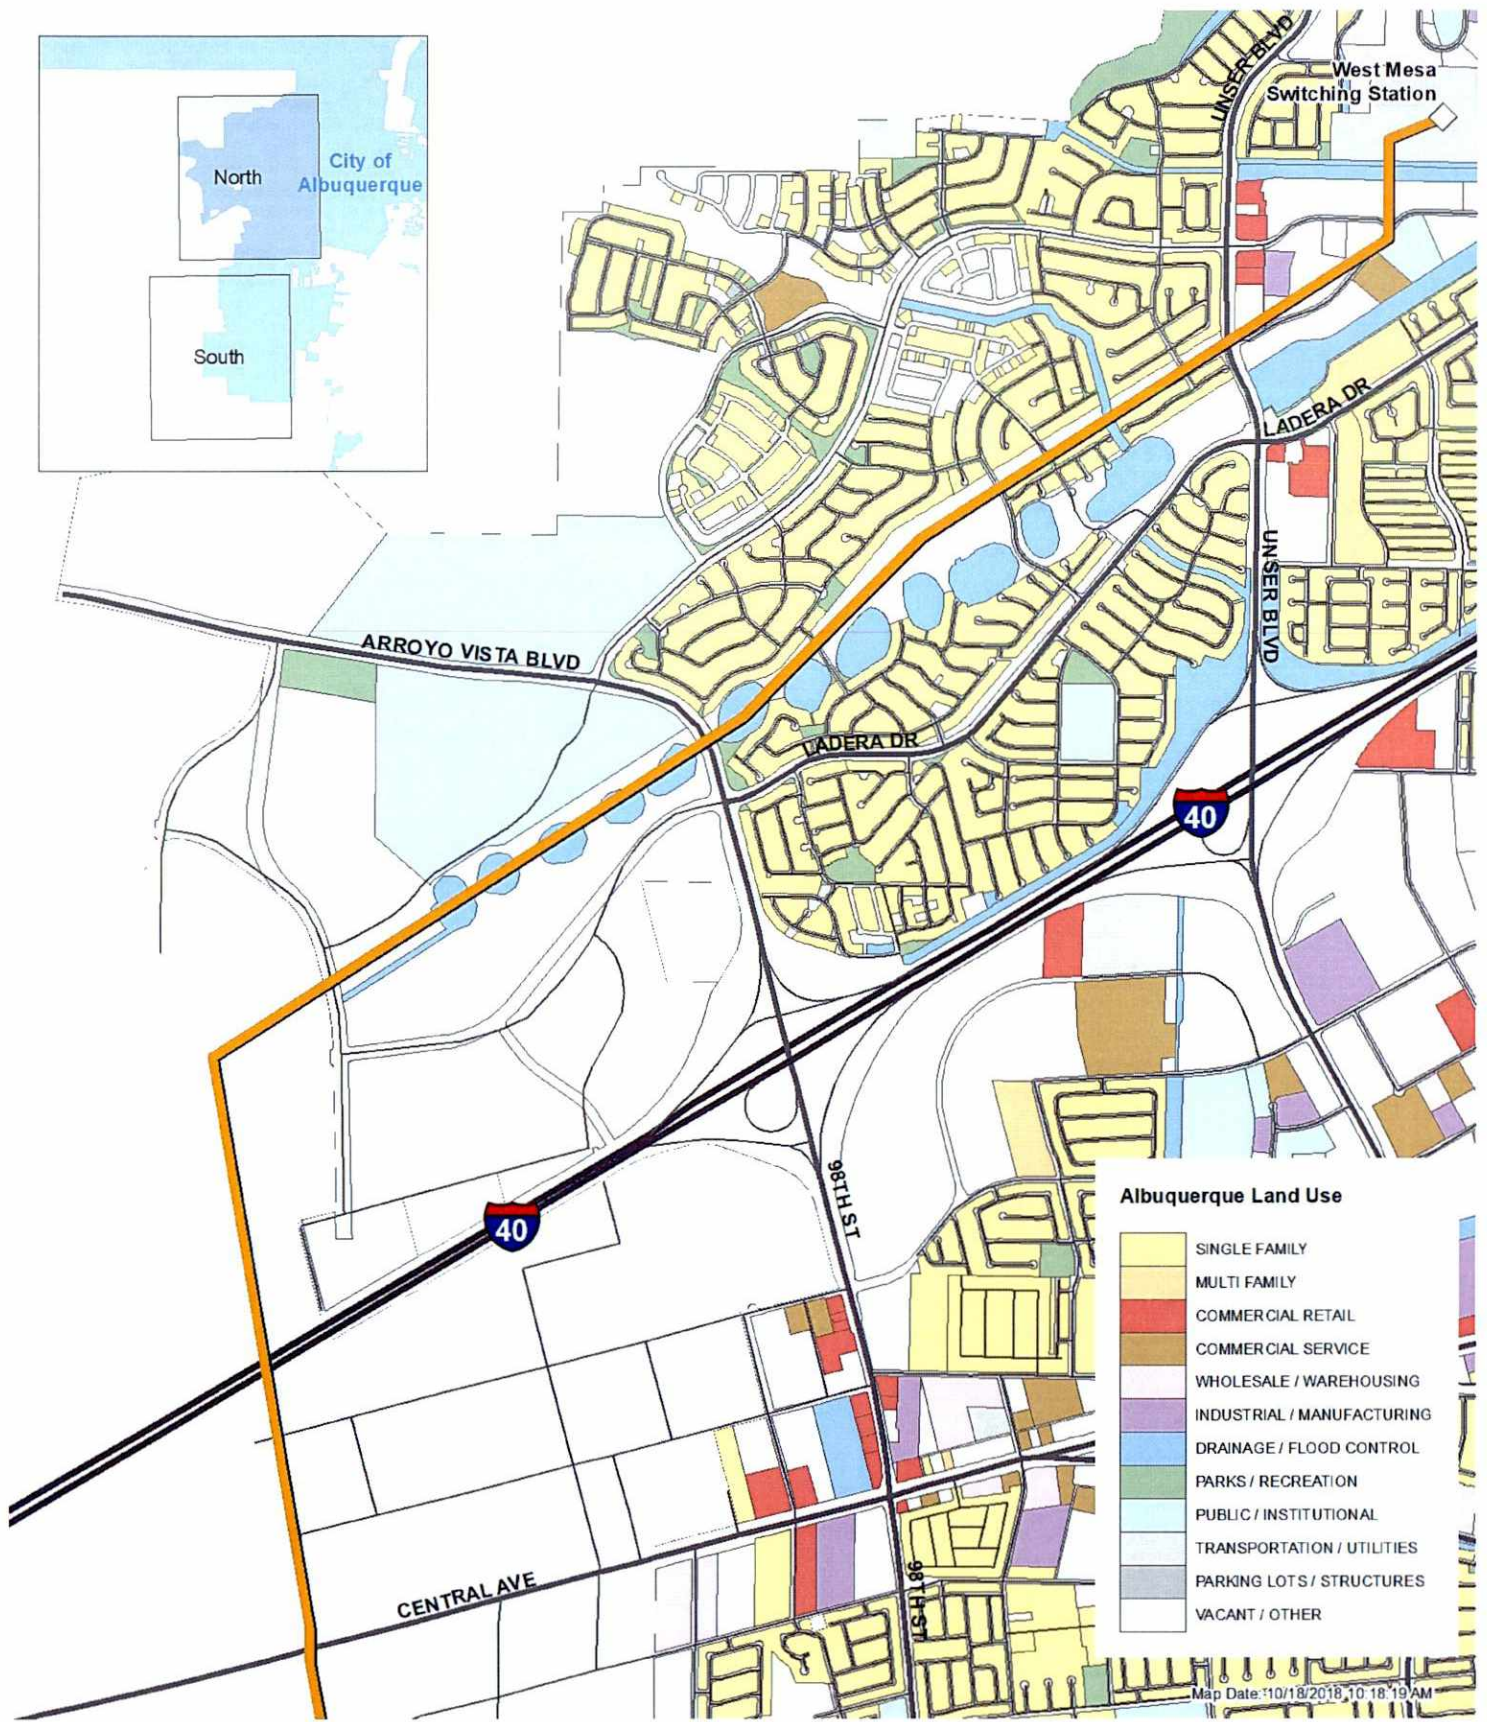 UNSER BLVD
West Mesa
Switching Station
North
City of
Albuquerque
South
LADERA DR
UNSER BLVD
ARROYO VISTA BLVD
LADERA DR
40
98TH ST
40
Albuquerque Land Use
SINGLE FAMILY
MULTI FAMILY
COMMERCIAL RETAIL
COMMERCIAL SERVICE
WHOLESALE / WAREHOUSING
INDUSTRIAL / MANUFACTURING
DRAINAGE / FLOOD CONTROL
PARKS / RECREATION
PUBLIC / INSTITUTIONAL
TRANSPORTATION / UTILITIES
PARKING LOTS / STRUCTURES
VACANT / OTHER
CENTRAL AVE
98TH ST
Map Date: 10/18/2018 10:18:19 AM